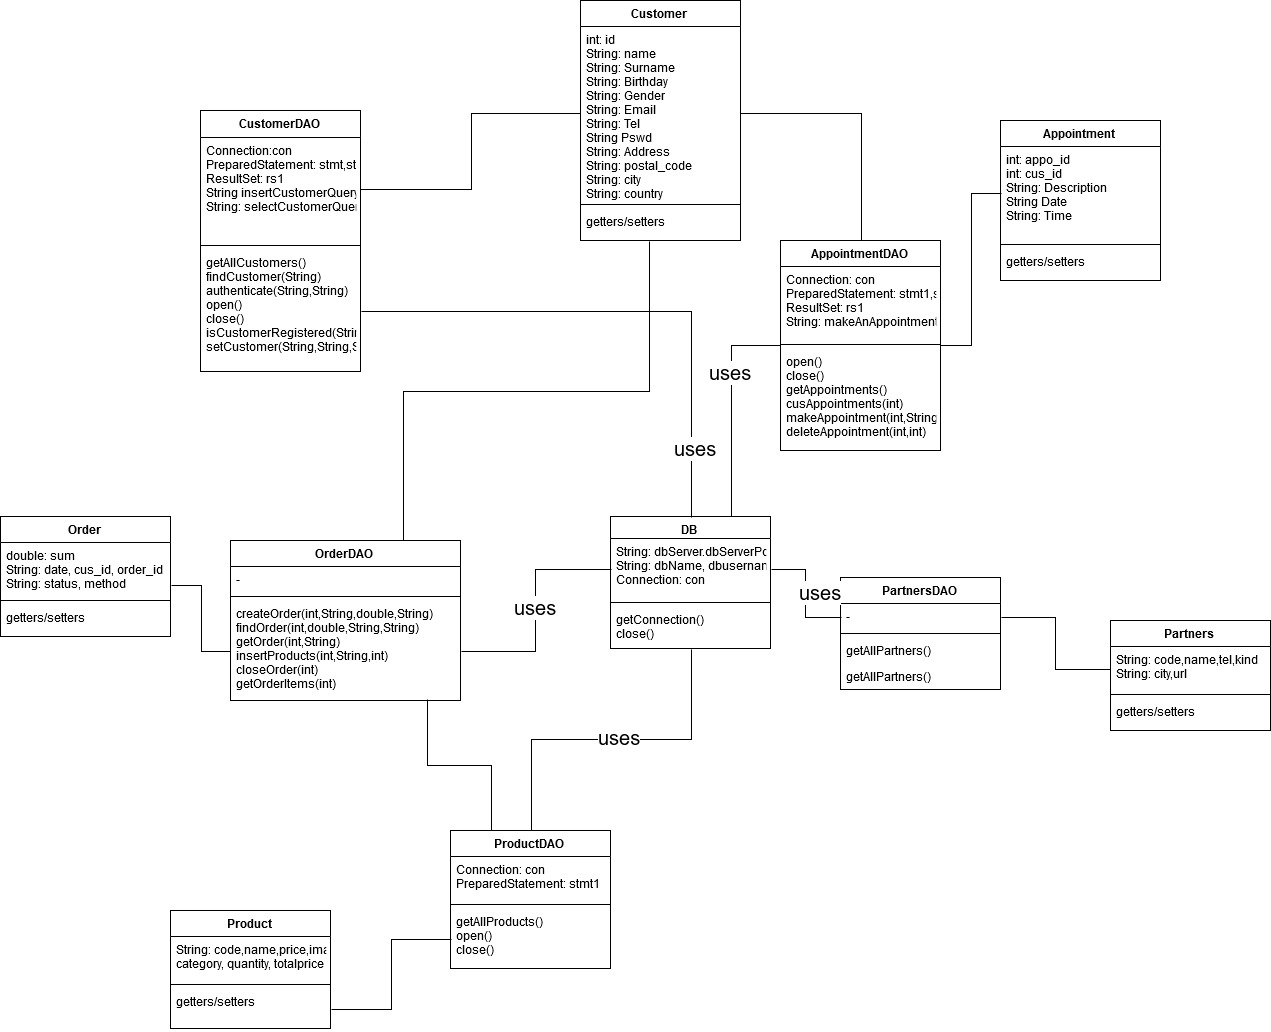 Customer
int: id
String: name
String: Surname
String: Birthday
String: Gender
String: Email
String: Tel
String Pswd
String: Address
String: postal_code
String: city
String: country
getters/setters
CustomerDAO
Connection:con
PreparedStatement: stmt,st
ResultSet: rs1
String insertCustomerQuery
String: selectCustomerQue
getAllCustomers()
findCustomer(String)
authenticate(String,String)
open()
close()
isCustomerRegistered(Strin
setCustomer(String,String,S
Appointment
int: appo_id
int: cus_id
String: Description
String Date
String: Time
getters/setters
AppointmentDAO
Connection: con
PreparedStatement: stmt1,s
ResultSet: rs1
String: makeAnAppointment
open()
close()
getAppointments()
cusAppointments(int)
makeAppointment(int,String
deleteAppointment(int,int)
uses
uses
Order
double: sum
String: date, cus_id, order_id
String: status, method
getters/setters
OrderDAO
-
createOrder(int,String,double,String)
findOrder(int,double,String,String)
getOrder(int,String)
insertProducts(int,String,int)
closeOrder(int)
getOrderItems(int)
uses
DB
String: dbServer.dbServerPo
String: dbName, dbusernan
Connection: con
getConnection()
close()
uses
PartnersDAO
-
getAllPartners()
getAllPartners()
Partners
String: code,name,tel,kind
String: city,url
getters/setters
uses
ProductDAO
Connection: con
PreparedStatement: stmt1
getAllProducts()
open()
close()
Product
String: code,name,price,ima
category, quantity, totalprice
getters/setters